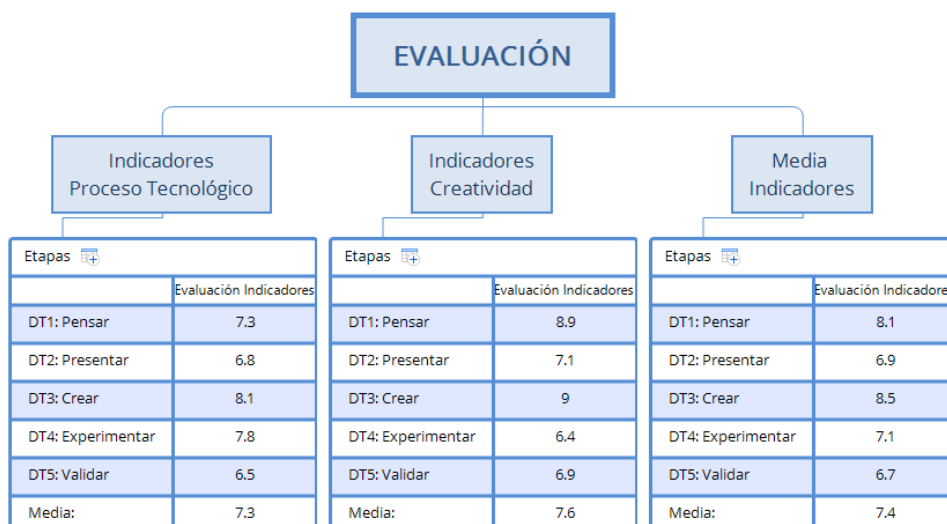 EVALUACIÓN
Indicadores
Proceso Tecnológico
Indicadores
Creatividad
Media
Indicadores
Etapas
Evaluación Indicadores
DT1: Pensar 7.3
DT2: Presentar 6.8
DT3: Crear 8.1
DT4: Experimentar 7.8
DT5: Validar 6.5
Media: 7.3
Etapas
Evaluación Indicadores
DT1: Pensar 8.9
DT2: Presentar 7.1
DT3: Crear 9
DT4: Experimentar 6.4
DT5: Validar 6.9
Media: 7.6
Etapas
Evaluación Indicadore
DT1: Pensar 8.1
DT2: Presentar 6.9
DT3: Crear 8.5
DT4: Experimentar 7.1
DT5: Validar 6.7
Media: 7.4